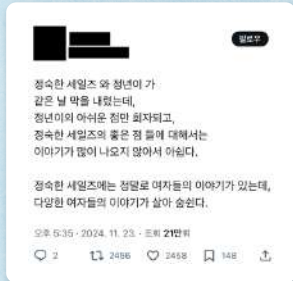 팔로우
정숙한 세일즈 와 정년이 가
같은 날 막을 내렸는데,
정년이의 아쉬운 점만 회자되고,
정숙한 세일즈의 좋은 점 들에 대해서는
이야기가 많이 나오지 않아서 아쉽다.
정숙한 세일즈에는 정말로 여자들의 이야기가 있는데,
다양한 여자들의 이야기가 살아 숨쉰다.
오후 5:35 · 2024. 11. 23. · 조회 21만회
2 2486 2458 148